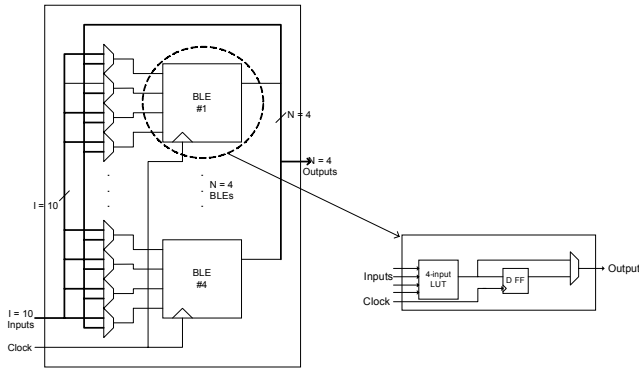 BLE
#1
N = 4
N = 4
Outputs
N = 4
BLEs
I = 10
BLE
#4
I = 10
Inputs
Clock
Inputs
4-input
LUT
D FF
Output
Clock